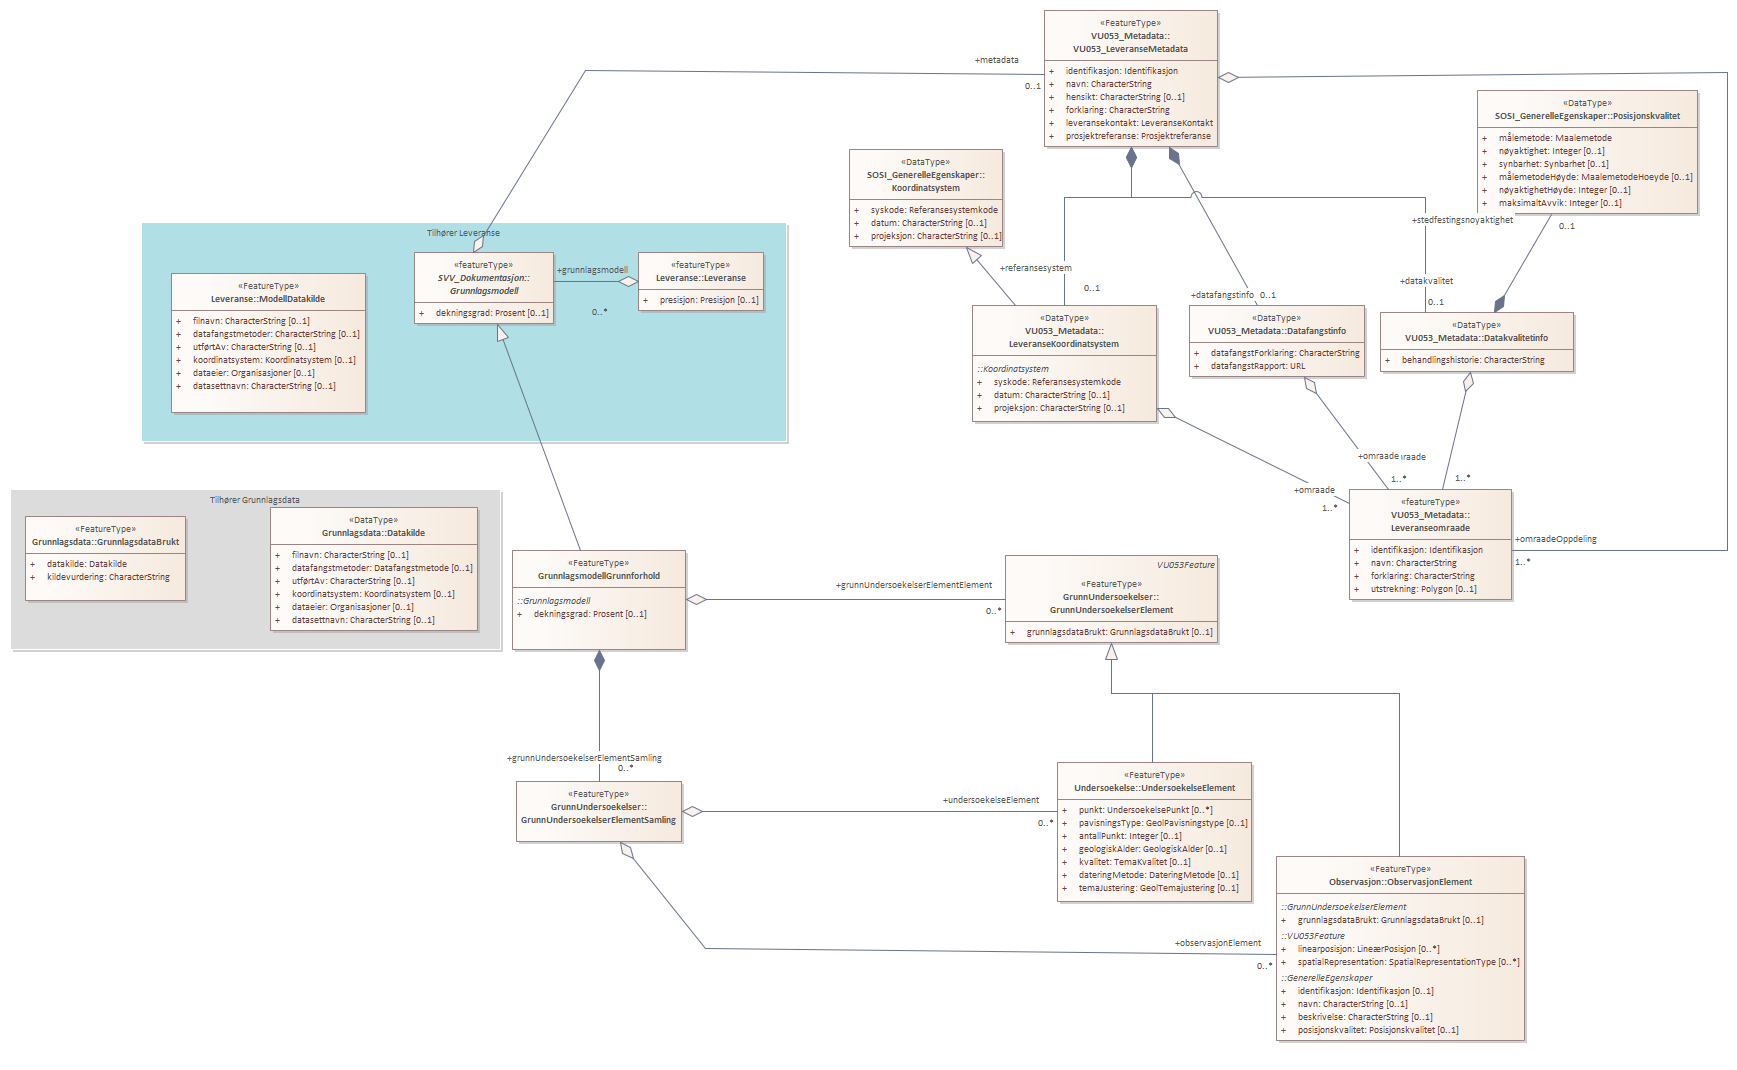 «FeatureType»
VU053_Metadata::
VU053_LeveranseMetadata
+ identifikasjon: Identifikasjon
+ navn: CharacterString
+ hensikt: CharacterString [0..1]
+ forklaring: CharacterString
+ leveransekontakt: LeveranseKontakt
+ prosjektreferanse: Prosjektreferanse
+metadata
0..1
«DataType»
SOSI_GenerelleEgenskaper::Posisjonskvalitet
+ målemetode: Maalemetode
+ nøyaktighet: Integer [0..1]
+ synbarhet: Synbarhet [0..1]
+ målemetodeHøyde: MaalemetodeHoeyde [0..1]
+ nøyaktighetHøyde: Integer [0..1]
+ maksimaltAvvik: Integer [0..1]
+stedfestingsnoyaktighet
0..1
«DataType»
SOSI_GenerelleEgenskaper::
Koordinatsystem
+ syskode: Referansesystemkode
+ datum: CharacterString [0..1]
+ projeksjon: CharacterString [0..1]
Tilhører Leveranse
«featureType»
SVV_Dokumentasjon::
Grunnlagsmodell
+ dekningsgrad: Prosent [0..1]
+grunnlagsmodell
0..*
«featureType»
Leveranse::Leveranse
+ presisjon: Presisjon [0..1]
«FeatureType»
Leveranse::ModellDatakilde
+ filnavn: CharacterString [0..1]
+ datafangstmetoder: CharacterString [0..1]
+ utførtAv: CharacterString [0..1]
+ koordinatsystem: Koordinatsystem [0..1]
+ dataeier: Organisasjoner [0..1]
+ datasettnavn: CharacterString [0..1]
+referansesystem
0..1
+datafangstinfo 0..1
+datakvalitet
0..1
«DataType»
VU053_Metadata::
LeveranseKoordinatsystem
::Koordinatsystem
+ syskode: Referansesystemkode
+ datum: CharacterString [0..1]
+ projeksjon: CharacterString [0..1]
«DataType»
VU053_Metadata::Datafangstinfo
+ datafangstForklaring: CharacterString
+ datafangstRapport: URL
«DataType»
VU053_Metadata::Datakvalitetinfo
+ behandlingshistorie: CharacterString
+omraade
raade
1..*
1..*
+omraade
1..*
«featureType»
VU053_Metadata::
Leveranseomraade
+ identifikasjon: Identifikasjon
+ navn: CharacterString
+ forklaring: CharacterString
+ utstrekning: Polygon [0..1]
+omraadeOppdeling
1..*
Tilhører Grunnlagsdata
«FeatureType»
Grunnlagsdata::GrunnlagsdataBrukt
+ datakilde: Datakilde
+ kildevurdering: CharacterString
«DataType»
Grunnlagsdata::Datakilde
+ filnavn: CharacterString [0..1]
+ datafangstmetoder: Datafangstmetode [0..1]
+ utførtAv: CharacterString [0..1]
+ koordinatsystem: Koordinatsystem [0..1]
+ dataeier: Organisasjoner [0..1]
+ datasettnavn: CharacterString [0..1]
«FeatureType»
GrunnlagsmodellGrunnforhold
::Grunnlagsmodell
+ dekningsgrad: Prosent [0..1]
+grunnUndersoekelserElementElement
0..*
VU053Feature
«FeatureType»
GrunnUndersoekelser::
GrunnUndersoekelserElement
+ grunnlagsdataBrukt: GrunnlagsdataBrukt [0..1]
+grunnUndersoekelserElementSamling
0..*
«FeatureType»
GrunnUndersoekelser::
GrunnUndersoekelserElementSamling
+undersoekelseElement
0..*
«FeatureType»
Undersoekelse::UndersoekelseElement
+ punkt: UndersoekelsePunkt [0..*]
+ pavisningsType: GeolPavisningstype [0..1]
+ antallPunkt: Integer [0..1]
+ geologiskAlder: GeologiskAlder [0..1]
+ kvalitet: TemaKvalitet [0..1]
+ dateringMetode: DateringMetode [0..1]
+ temaJustering: GeolTemajustering [0..1]
+observasjonElement
0..*
«FeatureType»
Observasjon::ObservasjonElement
::GrunnUndersoekelserElement
+ grunnlagsdataBrukt: GrunnlagsdataBrukt [0..1]
::VU053Feature
+ linearposisjon: LineærPosisjon [0..*]
+ spatialRepresentation: SpatialRepresentationType [0..*]
::GenerelleEgenskaper
+ identifikasjon: Identifikasjon [0..1]
+ navn: CharacterString [0..1]
+ beskrivelse: CharacterString [0..1]
+ posisjonskvalitet: Posisjonskvalitet [0..1]